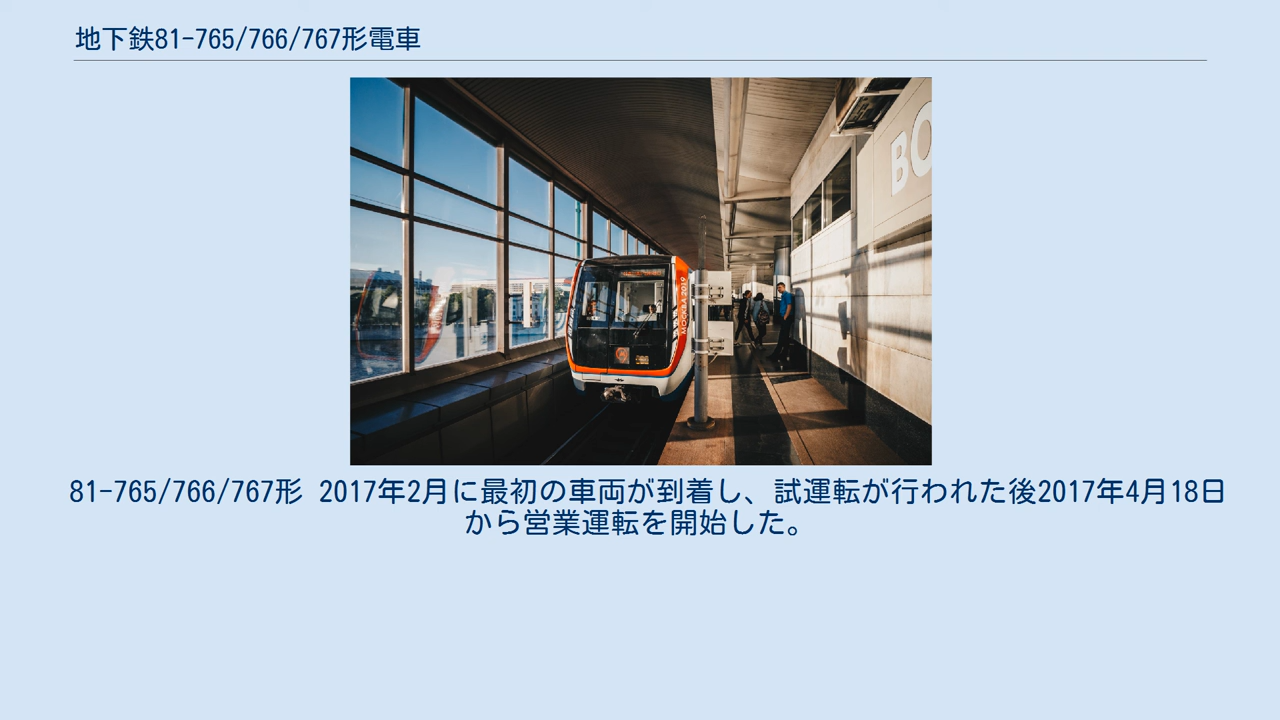 地下鉄81-765/766/767形電車
BO
МОСКВА 2019
81-765/766/767形 2017年2月に最初の車両が到着し、試運転が行われた後2017年4月18日
から営業運転を開始した。